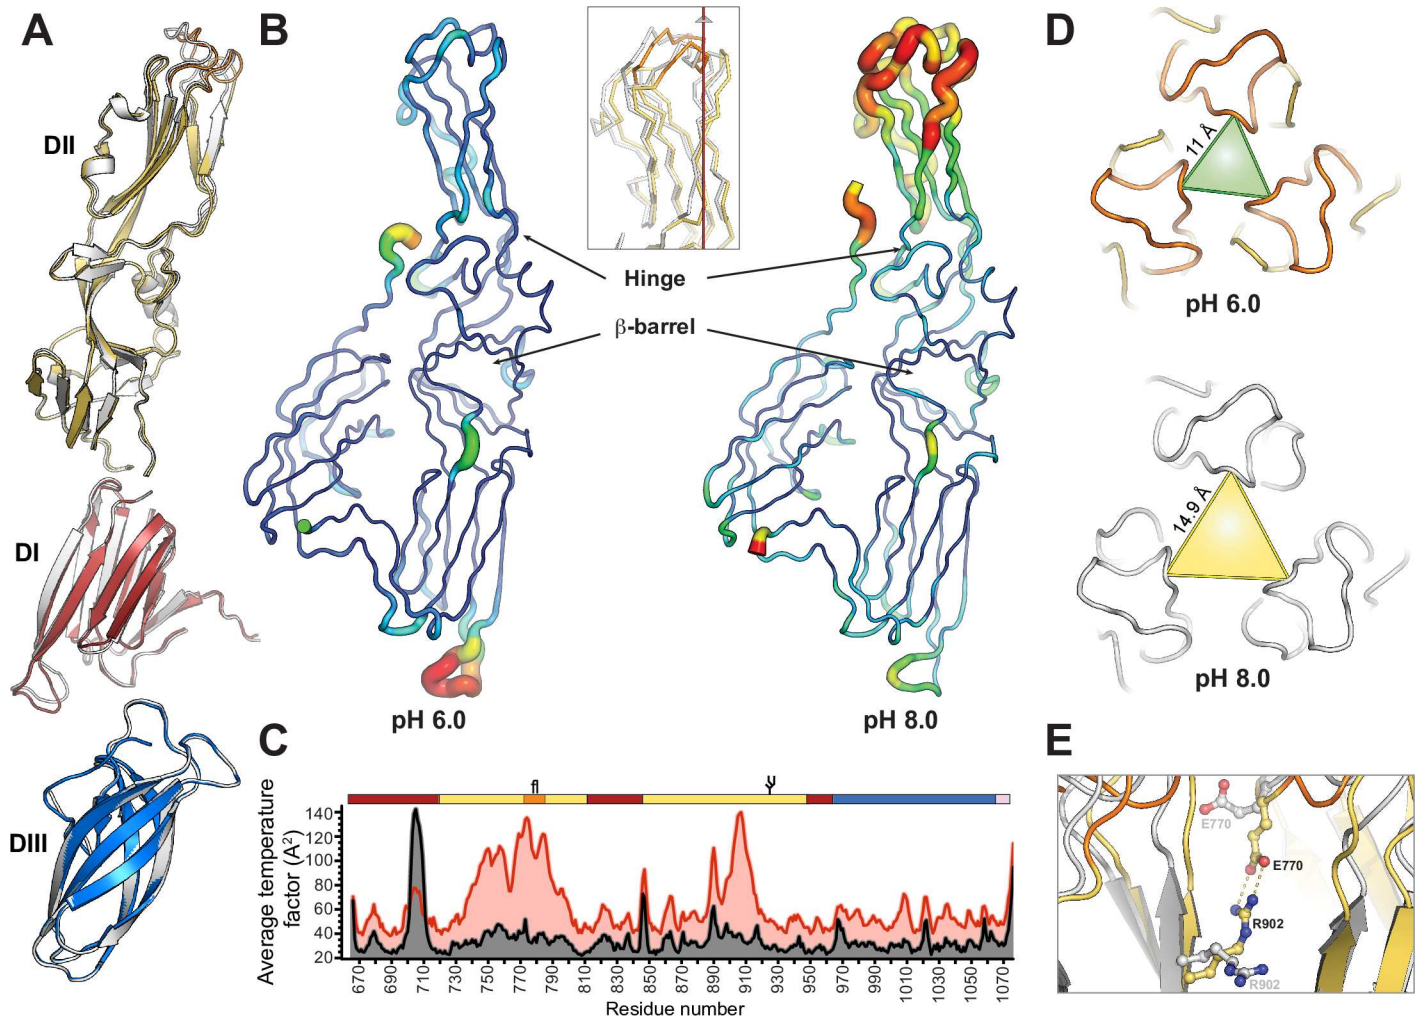 A
B
D
DII
DI
DIII
Hinge
β-barrel
pH 6.0
pH 8.0
11 Å
pH 6.0
14.9 Å
pH 8.0
C
fl
Average temperature
factor (Å²)
140
120
100
80
60
40
20
670
690
710
730
750
770
790
810
830
850
870
890
910
930
950
970
990
1010
1030
1050
1070
Residue number
E
E770
E770
R902
R902